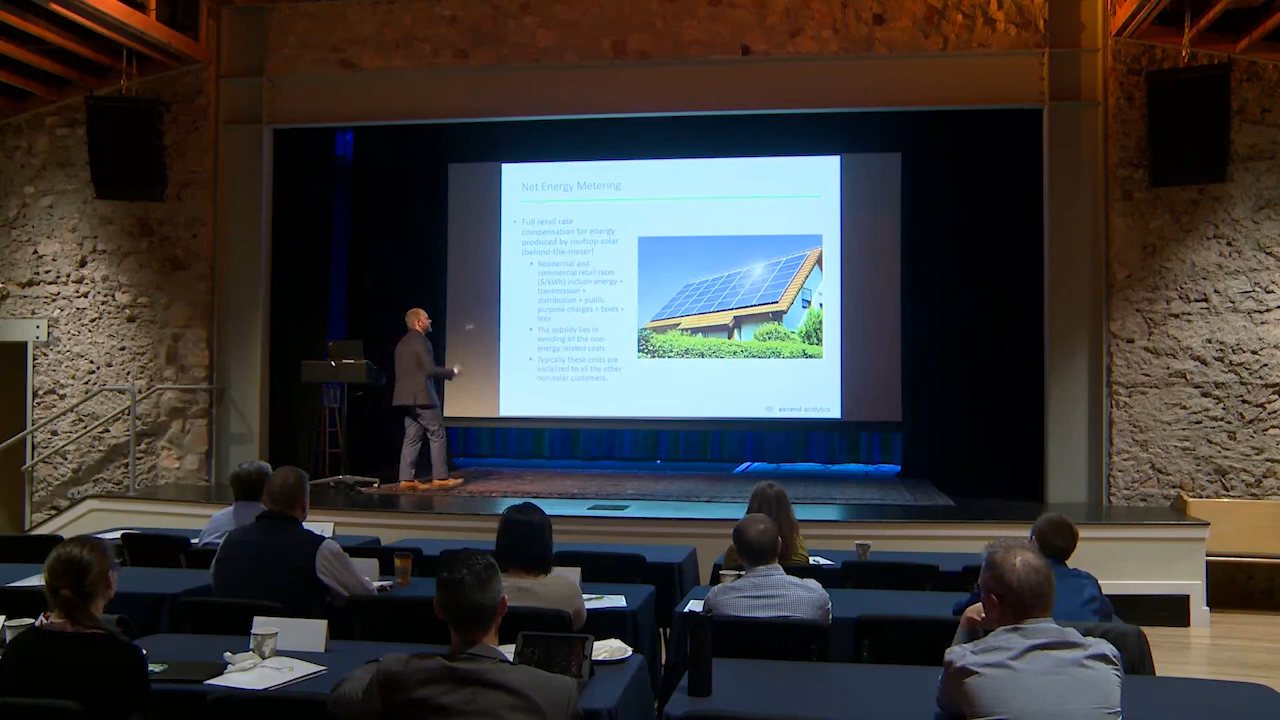 Net Energy Metering
• Full retail rate
compensation for energy
produced by rooftop solar
(behind-the-meter)
• Residential and
commercial retail rates
($/kWh) include energy +
transmission +
distribution + public
purpose charges + taxes +
fees
• The subsidy lies in
avoiding all the non-
energy related costs
• Typically these costs are
socialized to all the other
non-solar customers.
68 ascend analytics